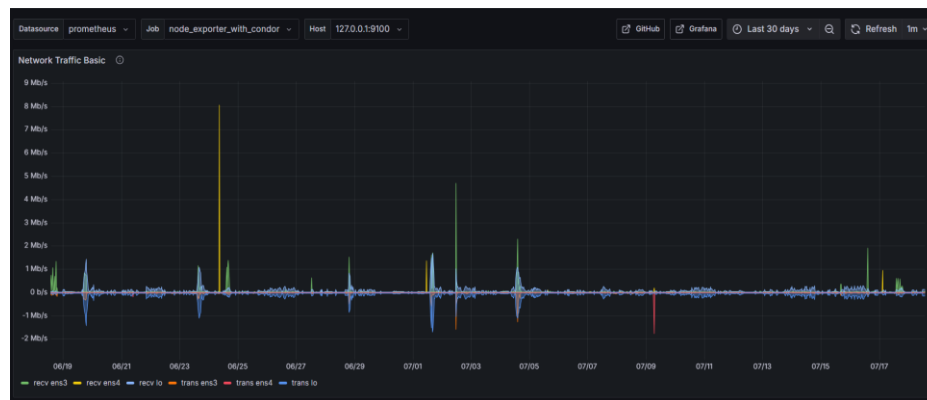 Datasource prometheus Job node_exporter_with_condor Host 127.0.0.1:9100 GitHub Grafana Last 30 days Refresh 1m
Network Traffic Basic
9 Mb/s
8 Mb/s
7 Mb/s
6 Mb/s
5 Mb/s
4 Mb/s
3 Mb/s
2 Mb/s
1 Mb/s
0 b/s
-1 Mb/s
-2 Mb/s
06/19 06/21 06/23 06/25 06/27 06/29 07/01 07/03 07/05 07/07 07/09 07/11 07/13 07/15 07/17
recv ens3 recv ens4 recv lo trans ens3 trans ens4 trans lo